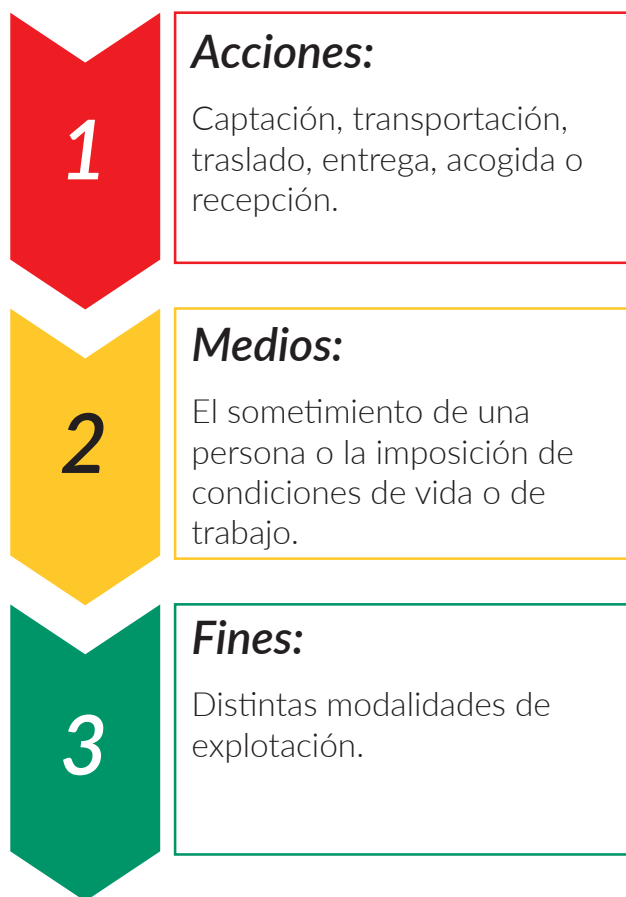 1
Acciones:
Captación, transportación,
traslado, entrega, acogida o
recepción.
2
Medios:
El sometimiento de una
persona o la imposición de
condiciones de vida o de
trabajo.
3
Fines:
Distintas modalidades de
explotación.